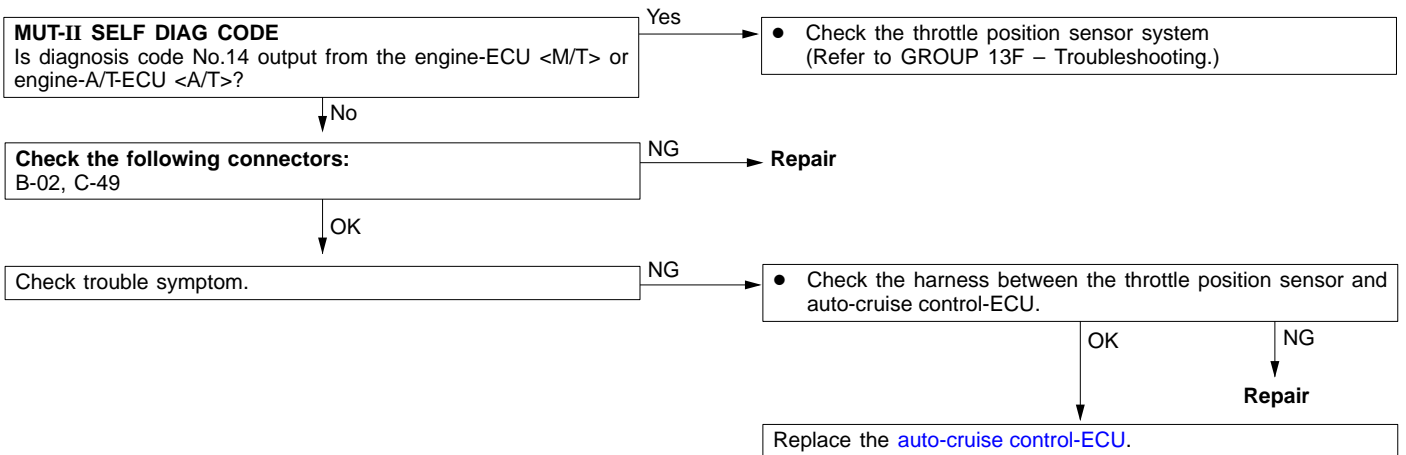 MUT-II SELF DIAG CODE
Is diagnosis code No.14 output from the engine-ECU <M/T> or
engine-A/T-ECU <A/T>?
Yes
● Check the throttle position sensor system
(Refer to GROUP 13F – Troubleshooting.)
No
Check the following connectors:
B-02, C-49
NG
Repair
OK
Check trouble symptom.
NG
● Check the harness between the throttle position sensor and
auto-cruise control-ECU.
OK
NG
Repair
Replace the auto-cruise control-ECU.